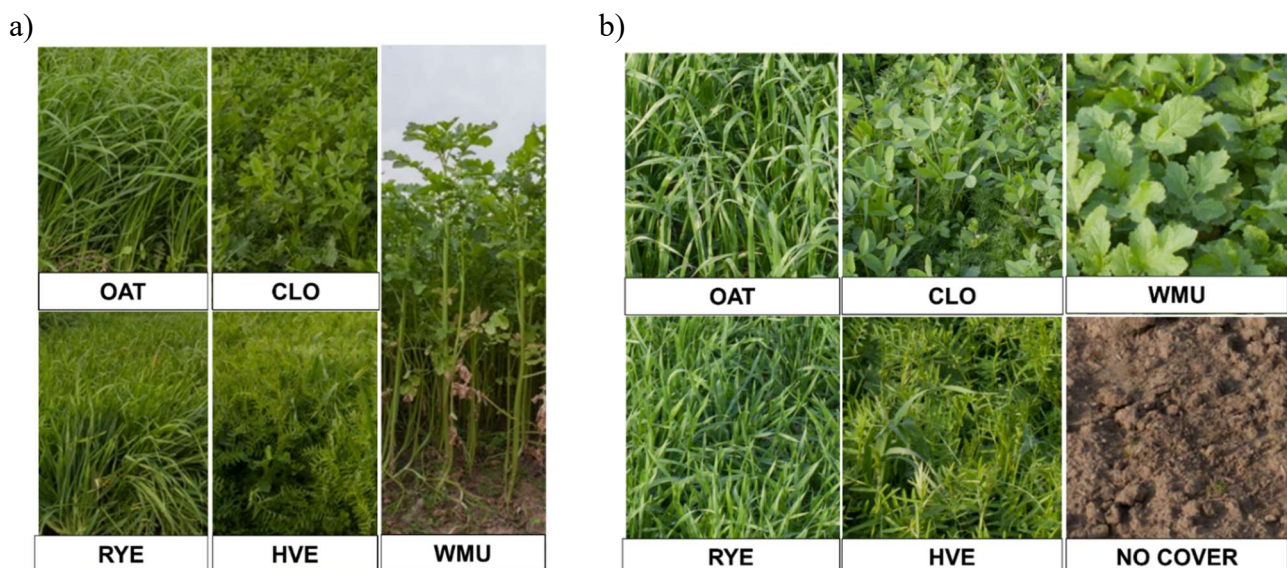 a)
OAT
CLO
RYE
HVE
WMU
b)
OAT
CLO
WMU
RYE
HVE
NO COVER